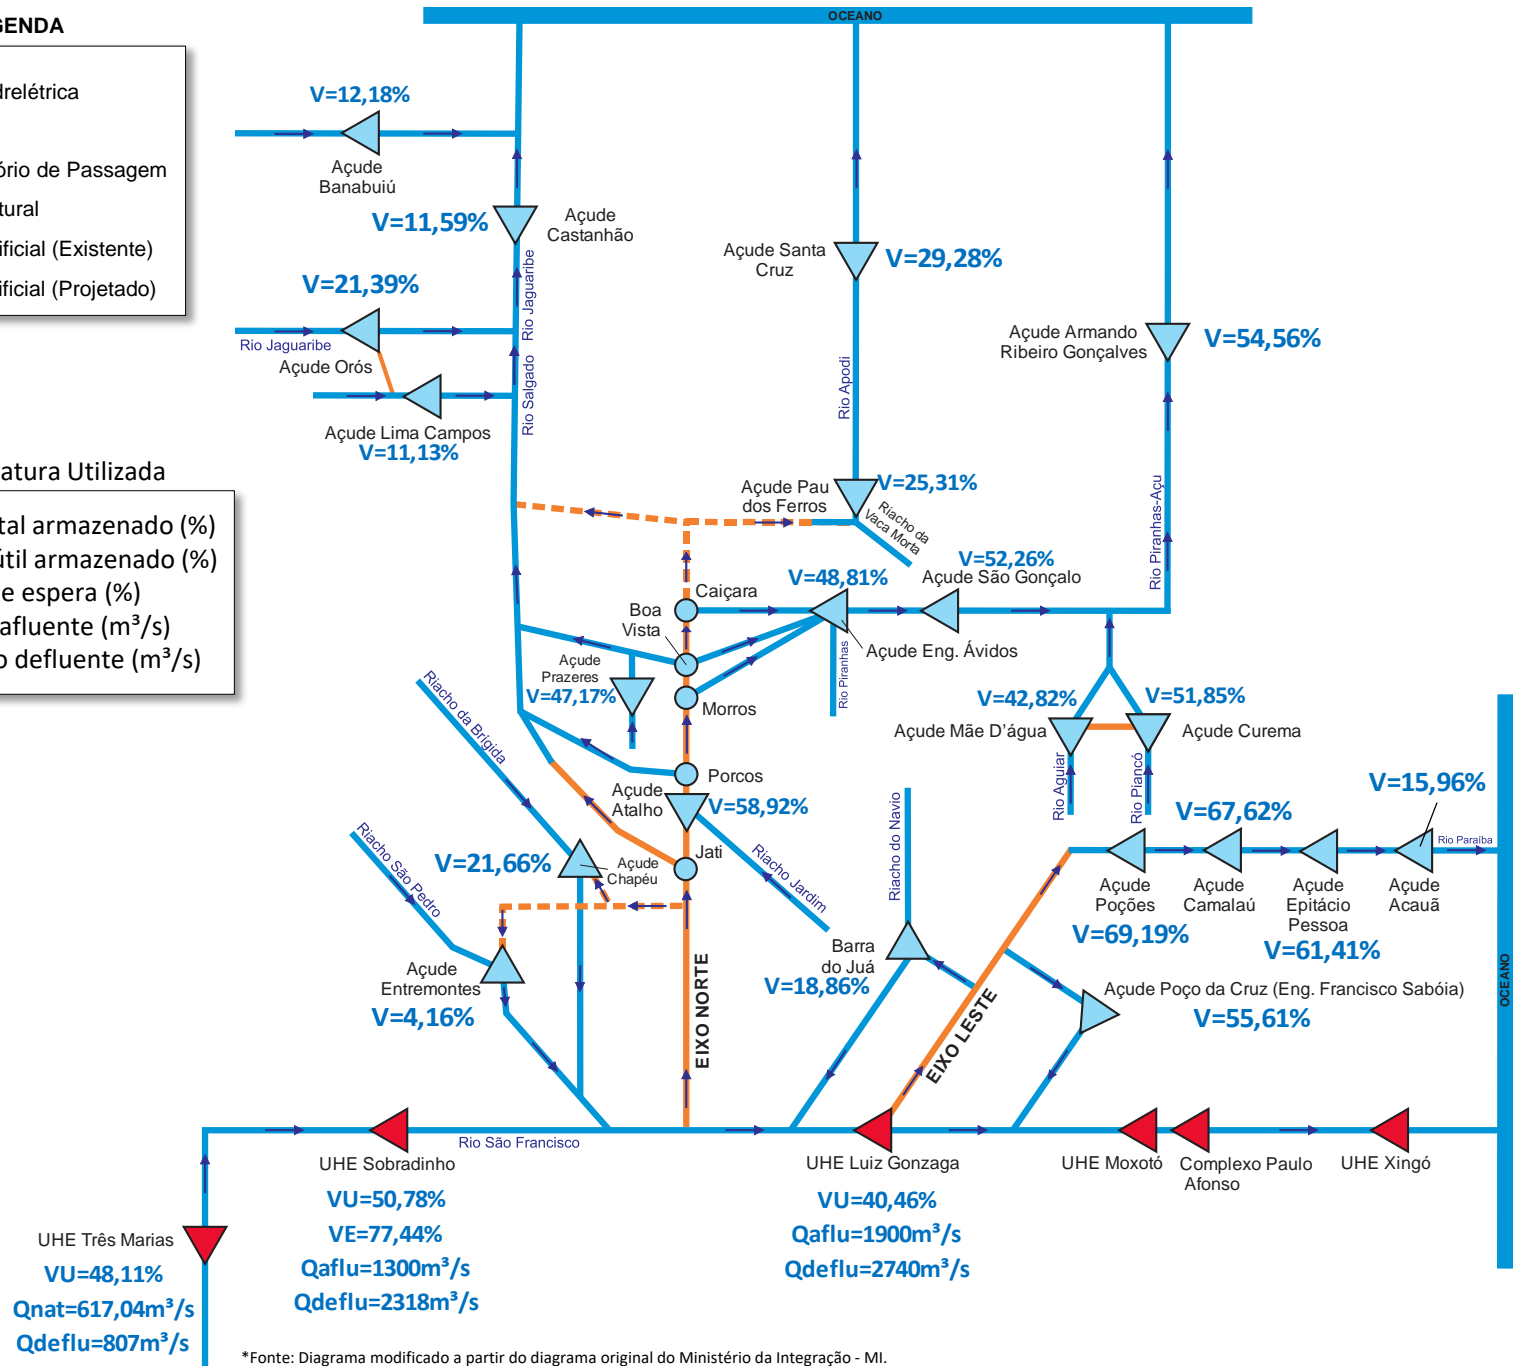 OCEANO
GENDA
drelétrica
ório de Passagem
tural
ificial (Existente)
ificial (Projetado)
V=12,18%
Açude
Banabuiú
V=11,59%
Açude
Castanhão
V=21,39%
Rio Jaguaribe
Rio Jaguaribe
Açude Orós
Rio Salgado
Açude Lima Campos
V=11,13%
Açude Santa
Cruz
V=29,28%
Rio Apodi
Açude Armando
Ribeiro Gonçalves
V=54,56%
Rio Piranhas-Açu
atura Utilizada
tal armazenado (%)
útil armazenado (%)
e espera (%)
afluente (m³/s)
o defluente (m³/s)
Açude Pau
dos Ferros
V=25,31%
Riacho da
Vaca Morta
V=52,26%
Açude São Gonçalo
V=48,81%
Caiçara
Boa
Vista
Açude Eng. Ávidos
Rio Piranhas
Açude
Prazeres
V=47,17%
Morros
Riacho da Brígida
V=42,82%
Açude Mãe D'água
V=51,85%
Açude Curema
Rio Aguiar
Rio Piancó
Porcos
Açude
Atalho
V=58,92%
Jati
Riacho Jardim
Riacho do Navio
V=15,96%
V=67,62%
Rio Paraíba
Riacho São Pedro
V=21,66%
Açude
Chapéu
Açude
Poções
V=69,19%
Açude
Camalaú
Açude
Epitácio
Pessoa
V=61,41%
Açude
Acauã
Açude
Entremontes
V=4,16%
Barra
do Juá
V=18,86%
Açude Poço da Cruz (Eng. Francisco Sabóia)
V=55,61%
OCEANO
EIXO NORTE
EIXO LESTE
Rio São Francisco
UHE Sobradinho
VU=50,78%
VE=77,44%
Qaflu=1300m³/s
Qdeflu=2318m³/s
UHE Luiz Gonzaga
VU=40,46%
Qaflu=1900m³/s
Qdeflu=2740m³/s
UHE Moxotó
Complexo Paulo
Afonso
UHE Xingó
UHE Três Marias
VU=48,11%
Qnat=617,04m³/s
Qdeflu=807m³/s
*Fonte: Diagrama modificado a partir do diagrama original do Ministério da Integração - MI.